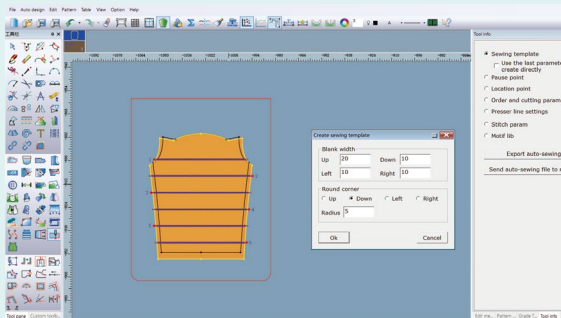 File Auto design Edit Pattern Table View Option Help
工具栏
Tool info
Sewing template
Use the last paramete
create directly
Pause point
Location point
Order and cutting param
Presser line settings
Stitch param
Motif lib
Export auto-sewing
Send auto-sewing file to
Create sewing template
Blank width
Up 20 Down 10
Left 10 Right 10
Round corner
Up Down Left Right
Radius 5
Ok Cancel
Tool pane Custom toolb..
Edit ma.. Pattern ... Grade T... Tool info